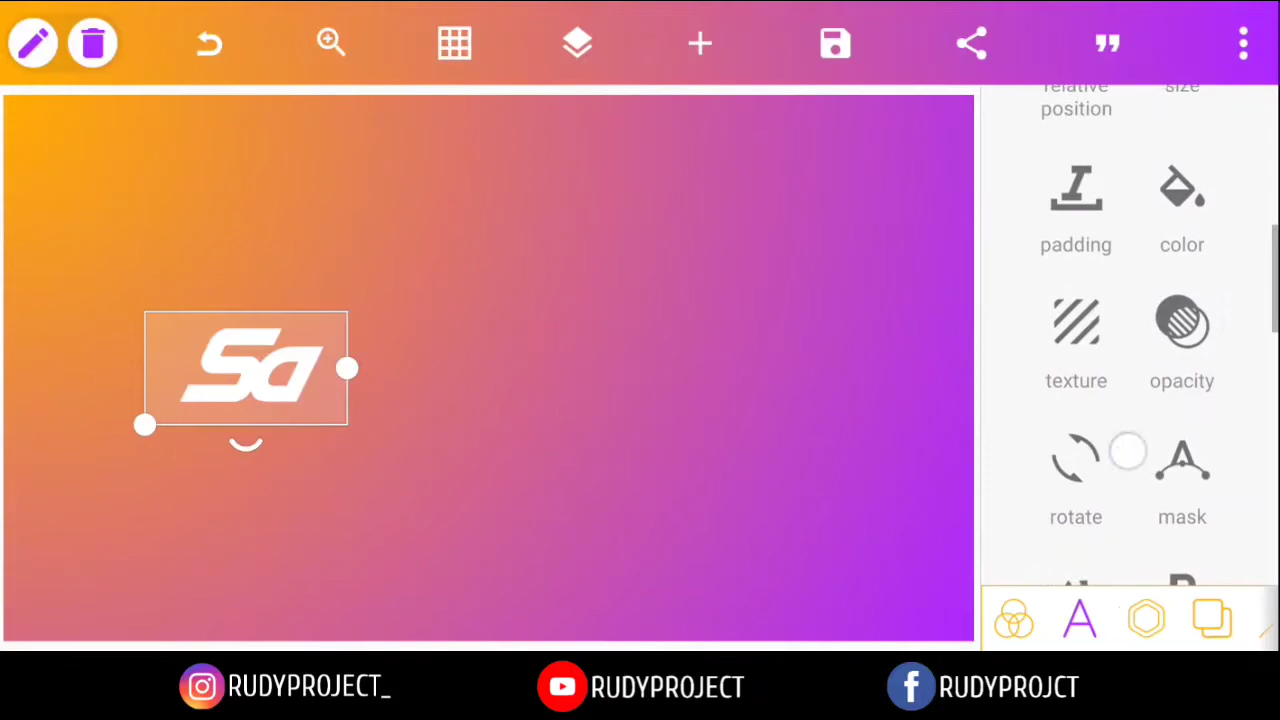 relative size
position
padding color
Sa
texture opacity
rotate mask
RUDYPROJECT_ RUDYPROJECT RUDYPROJCT